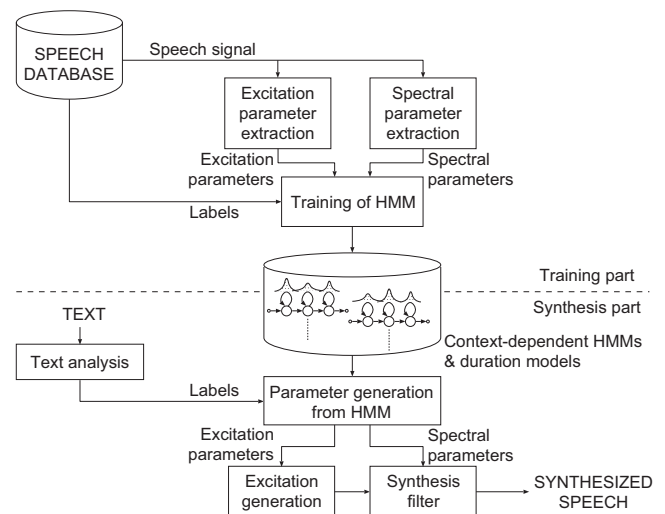 SPEECH
DATABASE
Speech signal
Excitation
parameter
extraction
Spectral
parameter
extraction
Excitation
parameters
Spectral
parameters
Labels
Training of HMM
Training part
Synthesis part
TEXT
Text analysis
Context-dependent HMMs
& duration models
Labels
Parameter generation
from HMM
Excitation
parameters
Spectral
parameters
Excitation
generation
Synthesis
filter
SYNTHESIZED
SPEECH